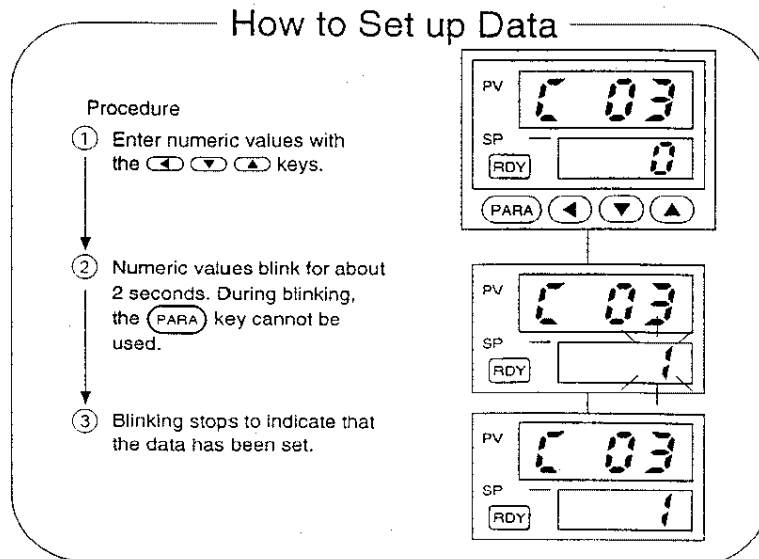 How to Set up Data
Procedure
① Enter numeric values with
the ◀ ▼ ▲ keys.
② Numeric values blink for about
2 seconds. During blinking,
the PARA key cannot be
used.
③ Blinking stops to indicate that
the data has been set.
PV C 03
SP 0
RDY
PARA ◀ ▼ ▲
PV C 03
SP 1
RDY
PV C 03
SP 1
RDY